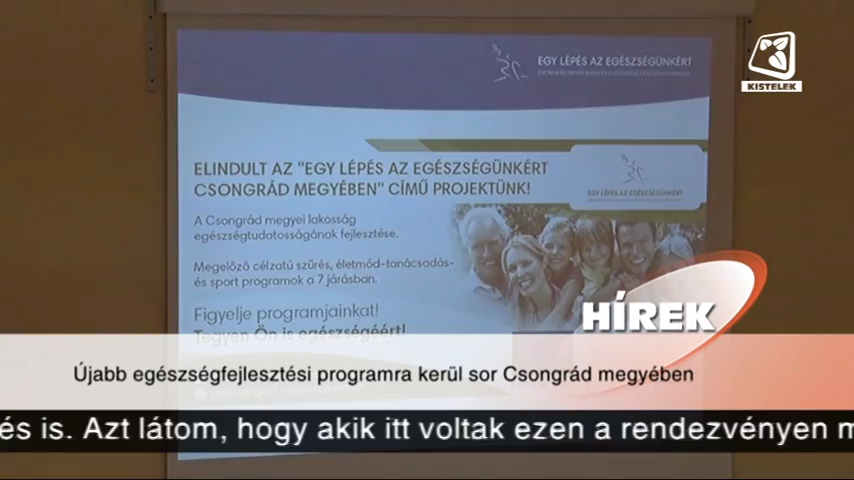 EGY LÉPÉS AZ EGÉSZSÉGÜNKÉRT
KISTELEK
ELINDULT AZ "EGY LÉPÉS AZ EGÉSZSÉGÜNKÉRT
CSONGRÁD MEGYÉBEN" CÍMŰ PROJEKTÜNK!
EGY LÉPÉS AZ EGÉSZSÉGÜNKÉRT
A Csongrád megyei lakosság
egészségtudatosságának fejlesztése.
Megelőző célzatú szűrés, életmód-tanácsadás-
és sport programok a 7 járásban.
Figyelje programjainkat!
Tegyen Ön is egészségéért!
HÍREK
Újabb egészségfejlesztési programra kerül sor Csongrád megyében
és is. Azt látom, hogy akik itt voltak ezen a rendezvényen m